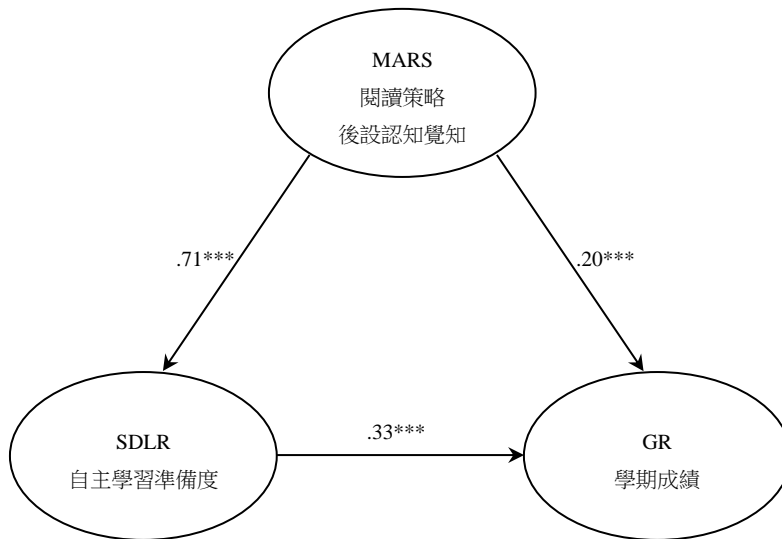 MARS
閱讀策略
後設認知覺知
.71***
.20***
SDLR
自主學習準備度
.33***
GR
學期成績